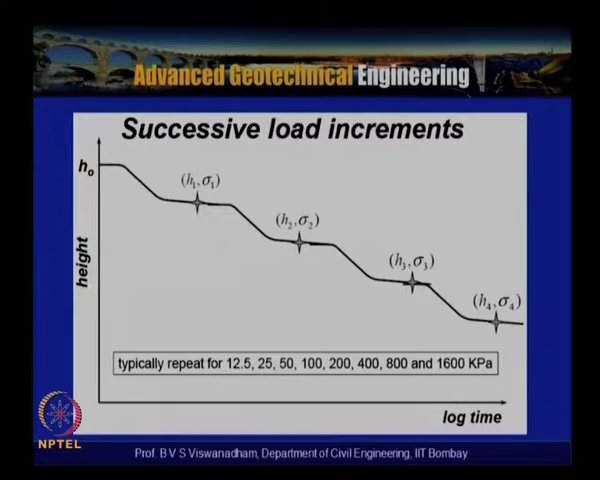 Advanced Geotechnical Engineering
Successive load increments
hₒ
(h₁,σ₁)
(h₂,σ₂)
(h₃,σ₃)
(h₄,σ₄)
height
typically repeat for 12.5, 25, 50, 100, 200, 400, 800 and 1600 KPa
log time
NPTEL
Prof. B V S Viswanadham, Department of Civil Engineering, IIT Bombay